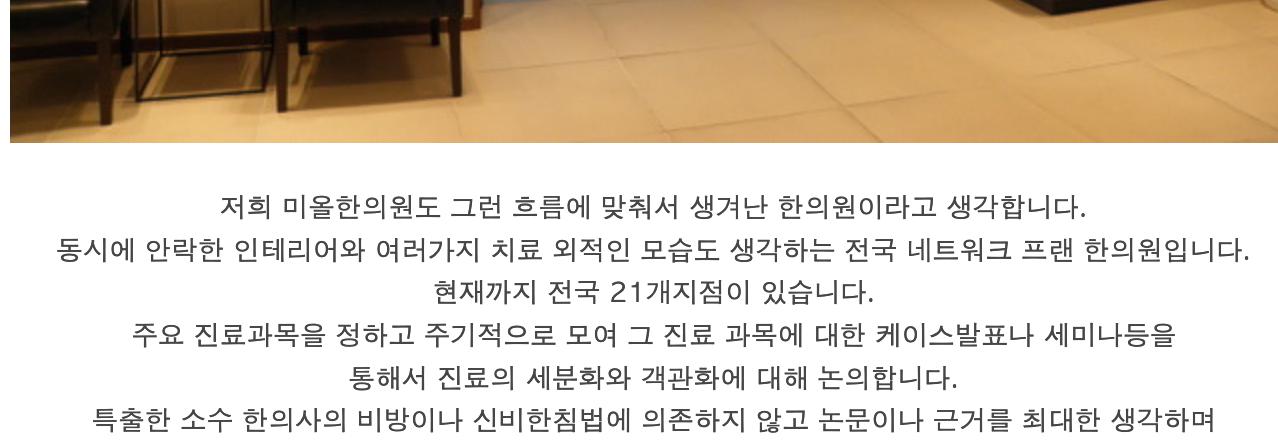 저희 미올한의원도 그런 흐름에 맞춰서 생겨난 한의원이라고 생각합니다.
동시에 안락한 인테리어와 여러가지 치료 외적인 모습도 생각하는 전국 네트워크 프랜 한의원입니다.
현재까지 전국 21개지점이 있습니다.
주요 진료과목을 정하고 주기적으로 모여 그 진료 과목에 대한 케이스발표나 세미나등을
통해서 진료의 세분화와 객관화에 대해 논의합니다.
특출한 소수 한의사의 비방이나 신비한침법에 의존하지 않고 논문이나 근거를 최대한 생각하며